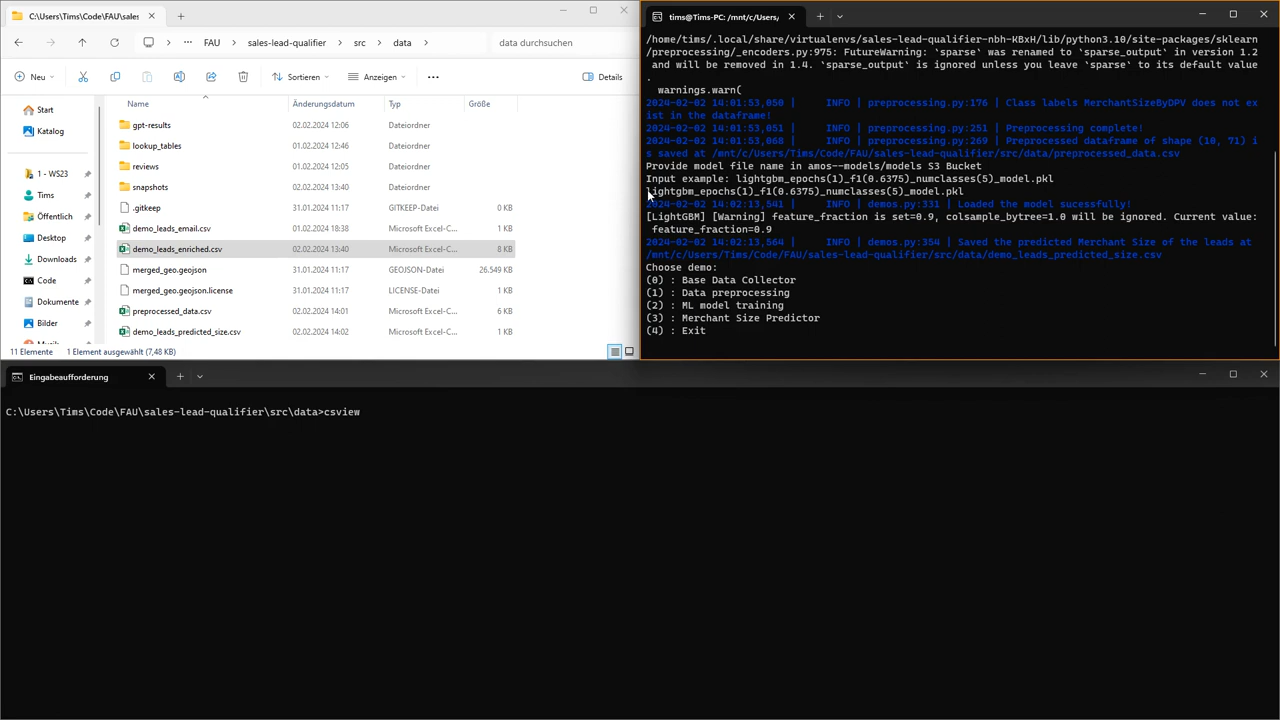 C:\Users\Tims\Code\FAU\sales
FAU
sales-lead-qualifier
src
data
data durchsuchen
Neu
Sortieren
Anzeigen
Details
Name
Änderungsdatum
Typ
Größe
Start
Katalog
1 - WS23
Tims
Öffentlich
Desktop
Downloads
Code
Dokumente
Bilder
gpt-results 02.02.2024 12:06 Dateiordner
lookup_tables 31.01.2024 12:46 Dateiordner
reviews 31.01.2024 12:05 Dateiordner
snapshots 02.02.2024 13:40 Dateiordner
.gitkeep 31.01.2024 11:17 GITKEEP-Datei 0 KB
demo_leads_email.csv 01.02.2024 18:38 Microsoft Excel-C... 1 KB
demo_leads_enriched.csv 02.02.2024 13:40 Microsoft Excel-C... 8 KB
merged_geo.geojson 31.01.2024 11:17 GEOJSON-Datei 26.549 KB
merged_geo.geojson.license 31.01.2024 11:17 LICENSE-Datei 1 KB
preprocessed_data.csv 02.02.2024 14:01 Microsoft Excel-C... 6 KB
demo_leads_predicted_size.csv 02.02.2024 14:02 Microsoft Excel-C... 1 KB
11 Elemente 1 Element ausgewählt (7,48 KB)
tims@Tims-PC: /mnt/c/Users/
/home/tims/.local/share/virtualenvs/sales-lead-qualifier-nbh-KBxH/lib/python3.10/site-packages/sklearn
/preprocessing/_encoders.py:975: FutureWarning: `sparse` was renamed to `sparse_output` in version 1.2
and will be removed in 1.4. `sparse_output` is ignored unless you leave `sparse` to its default value
.
warnings.warn(
2024-02-02 14:01:53,050 | INFO | preprocessing.py:176 | Class labels MerchantSizeByDPV does not ex
ist in the dataframe!
2024-02-02 14:01:53,051 | INFO | preprocessing.py:251 | Preprocessing complete!
2024-02-02 14:01:53,068 | INFO | preprocessing.py:269 | Preprocessed dataframe of shape (10, 71) i
s saved at /mnt/c/Users/Tims/Code/FAU/sales-lead-qualifier/src/data/preprocessed_data.csv
Provide model file name in amos--models/models S3 Bucket
Input example: lightgbm_epochs(1)_f1(0.6375)_numclasses(5)_model.pkl
lightgbm_epochs(1)_f1(0.6375)_numclasses(5)_model.pkl
2024-02-02 14:02:13,541 | INFO | demos.py:331 | Loaded the model sucessfully!
[LightGBM] [Warning] feature_fraction is set=0.9, colsample_bytree=1.0 will be ignored. Current value:
feature_fraction=0.9
2024-02-02 14:02:13,564 | INFO | demos.py:354 | Saved the predicted Merchant Size of the leads at
/mnt/c/Users/Tims/Code/FAU/sales-lead-qualifier/src/data/demo_leads_predicted_size.csv
Choose demo:
(0) : Base Data Collector
(1) : Data preprocessing
(2) : ML model training
(3) : Merchant Size Predictor
(4) : Exit
Eingabeaufforderung
C:\Users\Tims\Code\FAU\sales-lead-qualifier\src\data>csview